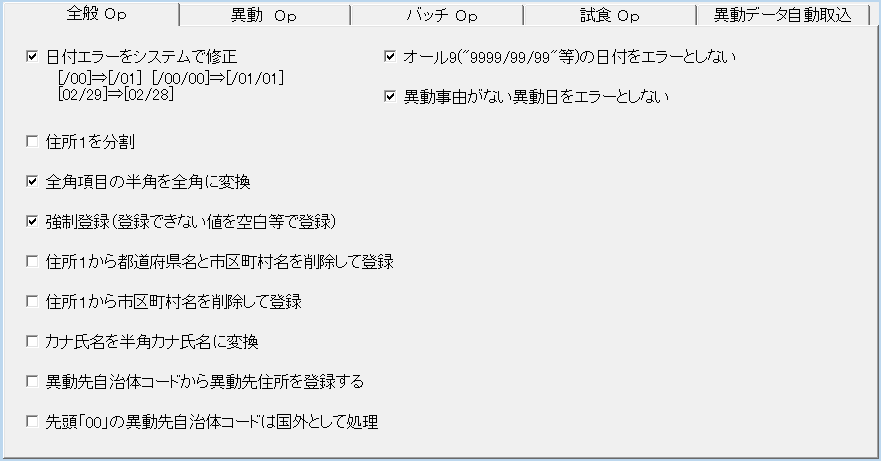 全般 Op
異動 Op
バッチ Op
試食 Op
異動データ自動取込
日付エラーをシステムで修正
[/00]⇒[/01] [/00/00]⇒[/01/01]
[02/29]⇒[02/28]
オール9("9999/99/99"等)の日付をエラーとしない
異動事由がない異動日をエラーとしない
住所1を分割
全角項目の半角を全角に変換
強制登録(登録できない値を空白等で登録)
住所1から都道府県名と市区町村名を削除して登録
住所1から市区町村名を削除して登録
カナ氏名を半角カナ氏名に変換
異動先自治体コードから異動先住所を登録する
先頭「00」の異動先自治体コードは国外として処理